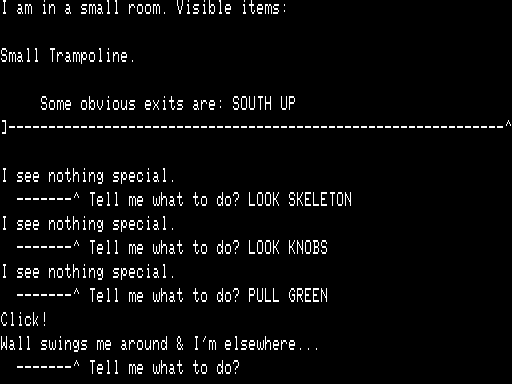 I am in a small room. Visible items:
Small Trampoline.
Some obvious exits are: SOUTH UP
]---------------------------------------------------------------^
I see nothing special.
-------^ Tell me what to do? LOOK SKELETON
I see nothing special.
-------^ Tell me what to do? LOOK KNOBS
I see nothing special.
-------^ Tell me what to do? PULL GREEN
Click!
Wall swings me around & I'm elsewhere...
-------^ Tell me what to do?